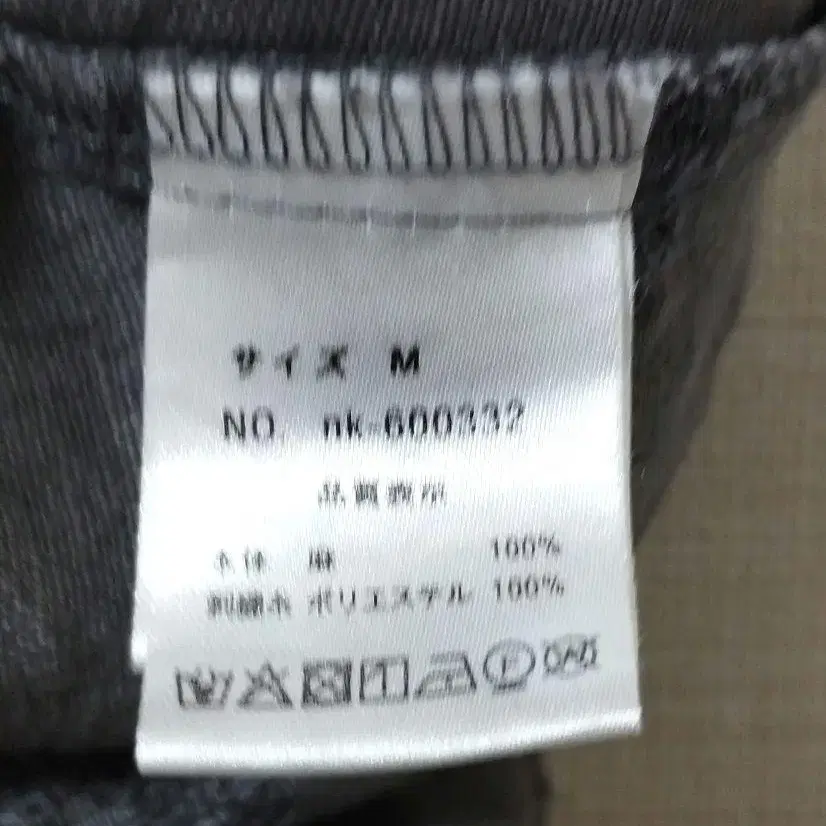 サイズ M
NO. nk-600332
品質表示
本体 麻 100%
刺繍糸 ポリエステル 100%